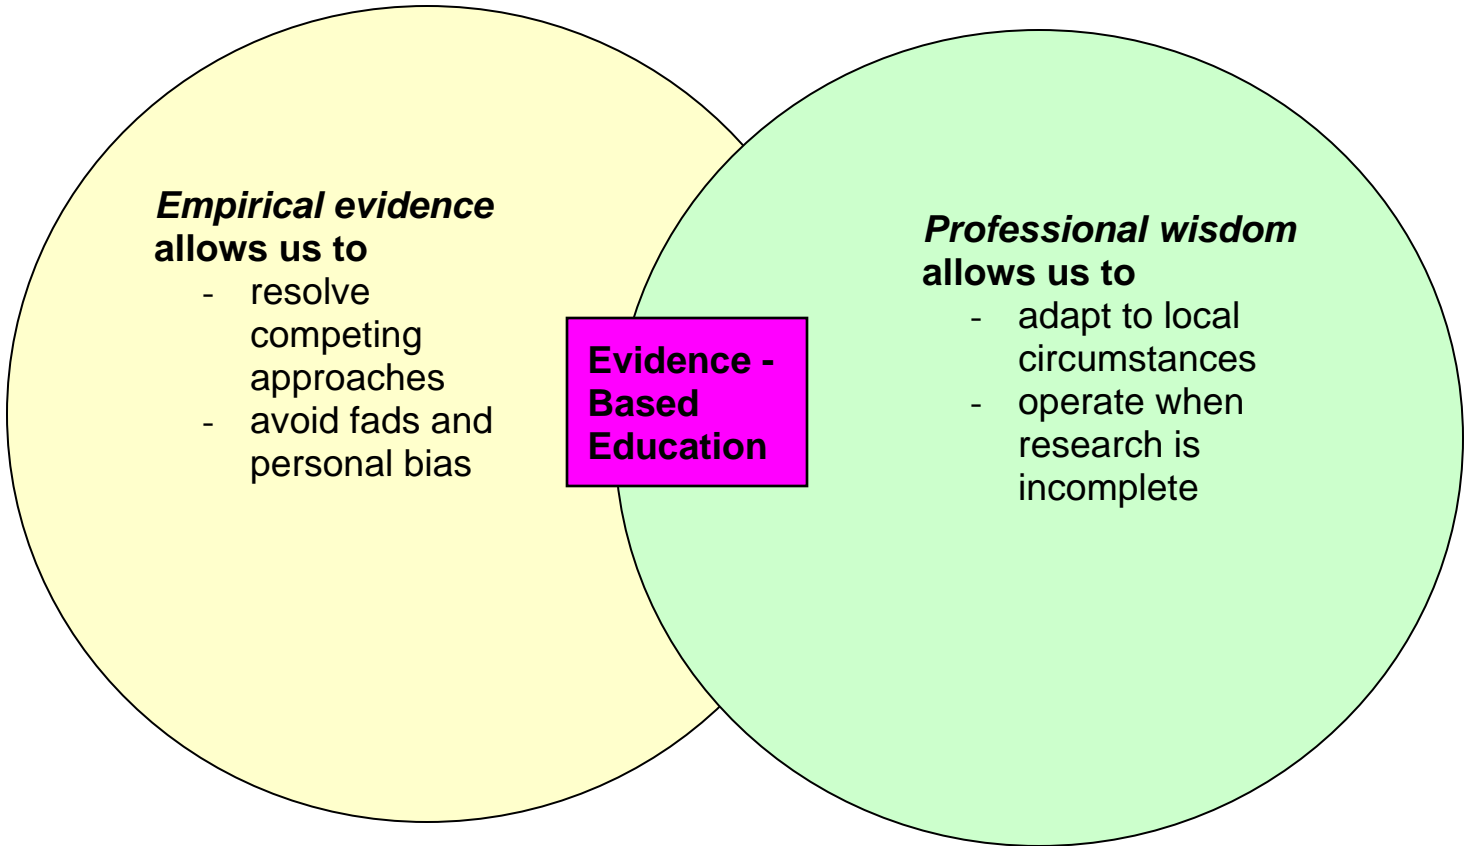 Empirical evidence
allows us to
- resolve
competing
approaches
- avoid fads and
personal bias
Evidence -
Based
Education
Professional wisdom
allows us to
- adapt to local
circumstances
- operate when
research is
incomplete